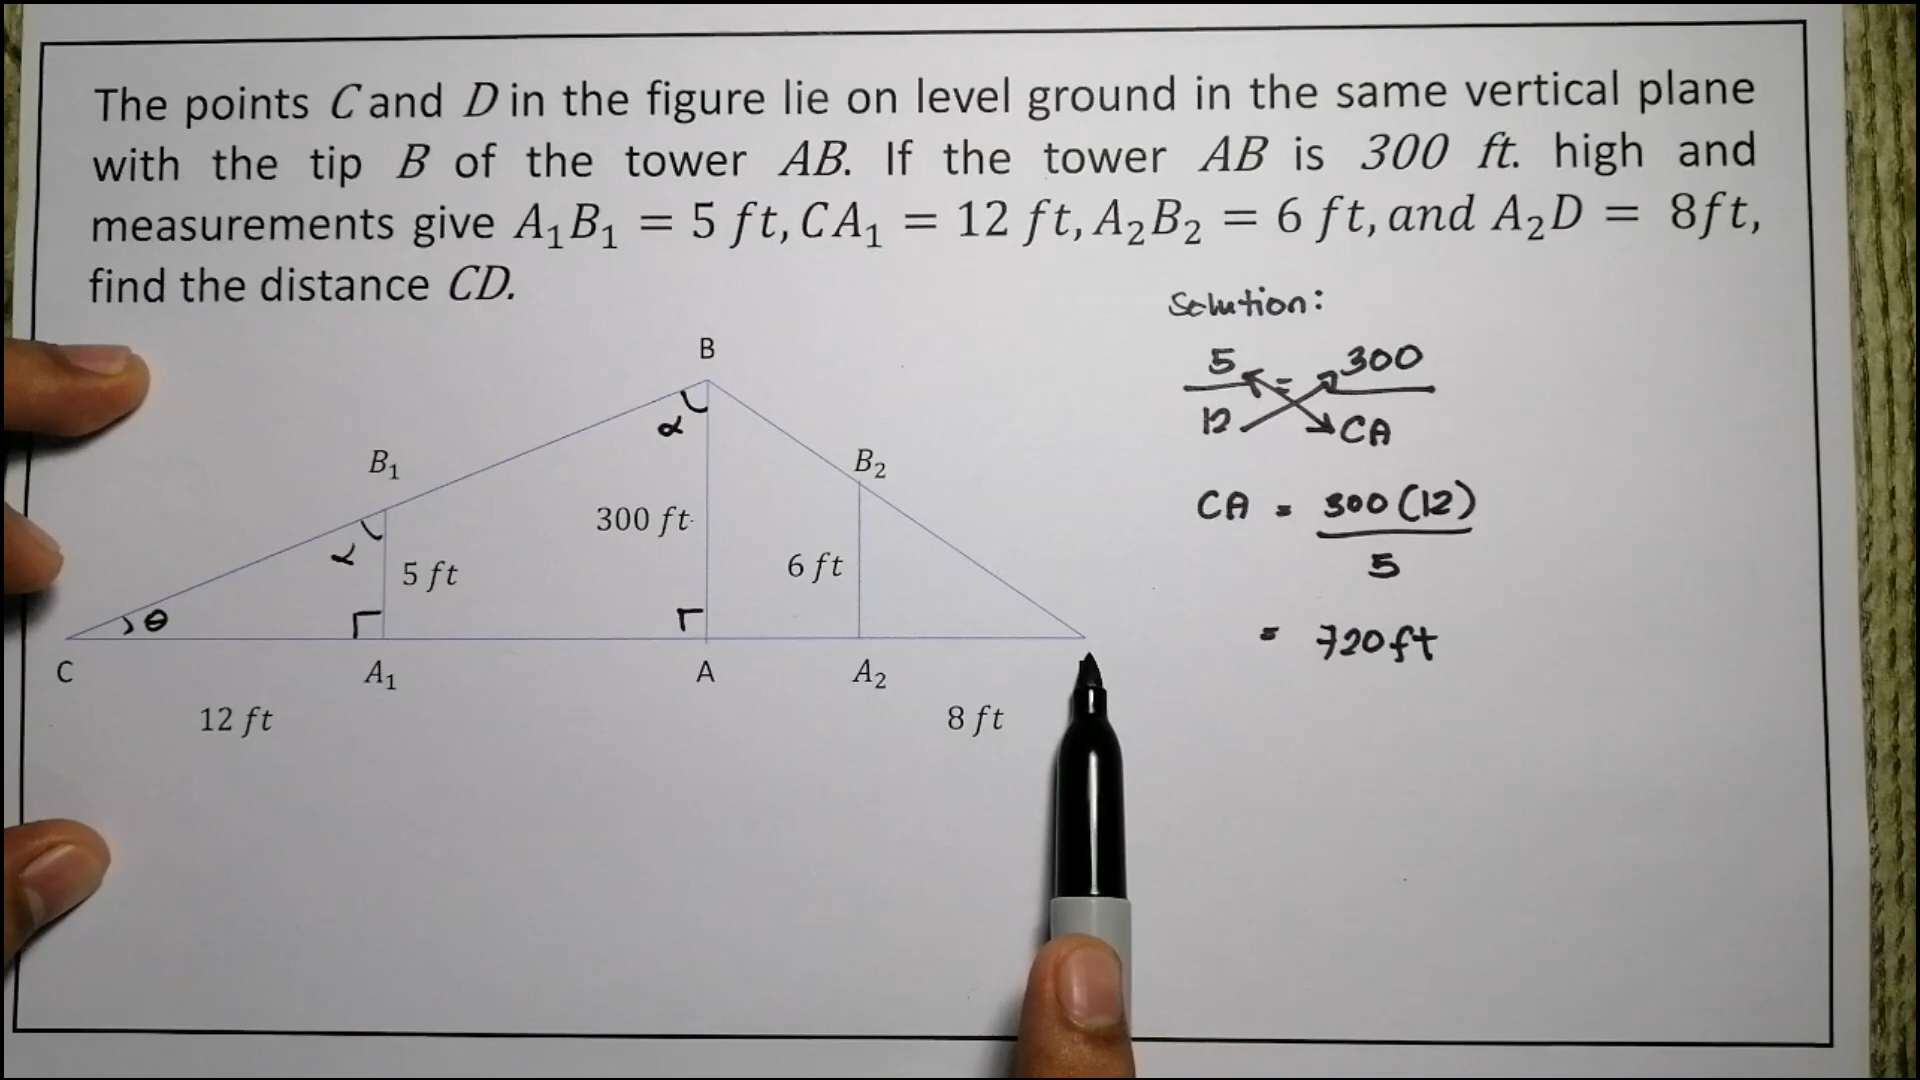 The points C and D in the figure lie on level ground in the same vertical plane
with the tip B of the tower AB. If the tower AB is 300 ft. high and
measurements give A₁B₁ = 5 ft, CA₁ = 12 ft, A₂B₂ = 6 ft, and A₂D = 8ft,
find the distance CD.
Solution:
5 = 300
12 CA
CA = 300 (12)
5
= 720ft
B
α
B₁
B₂
300 ft.
α
5 ft
6 ft
θ
C
A₁
A
A₂
12 ft
8 ft